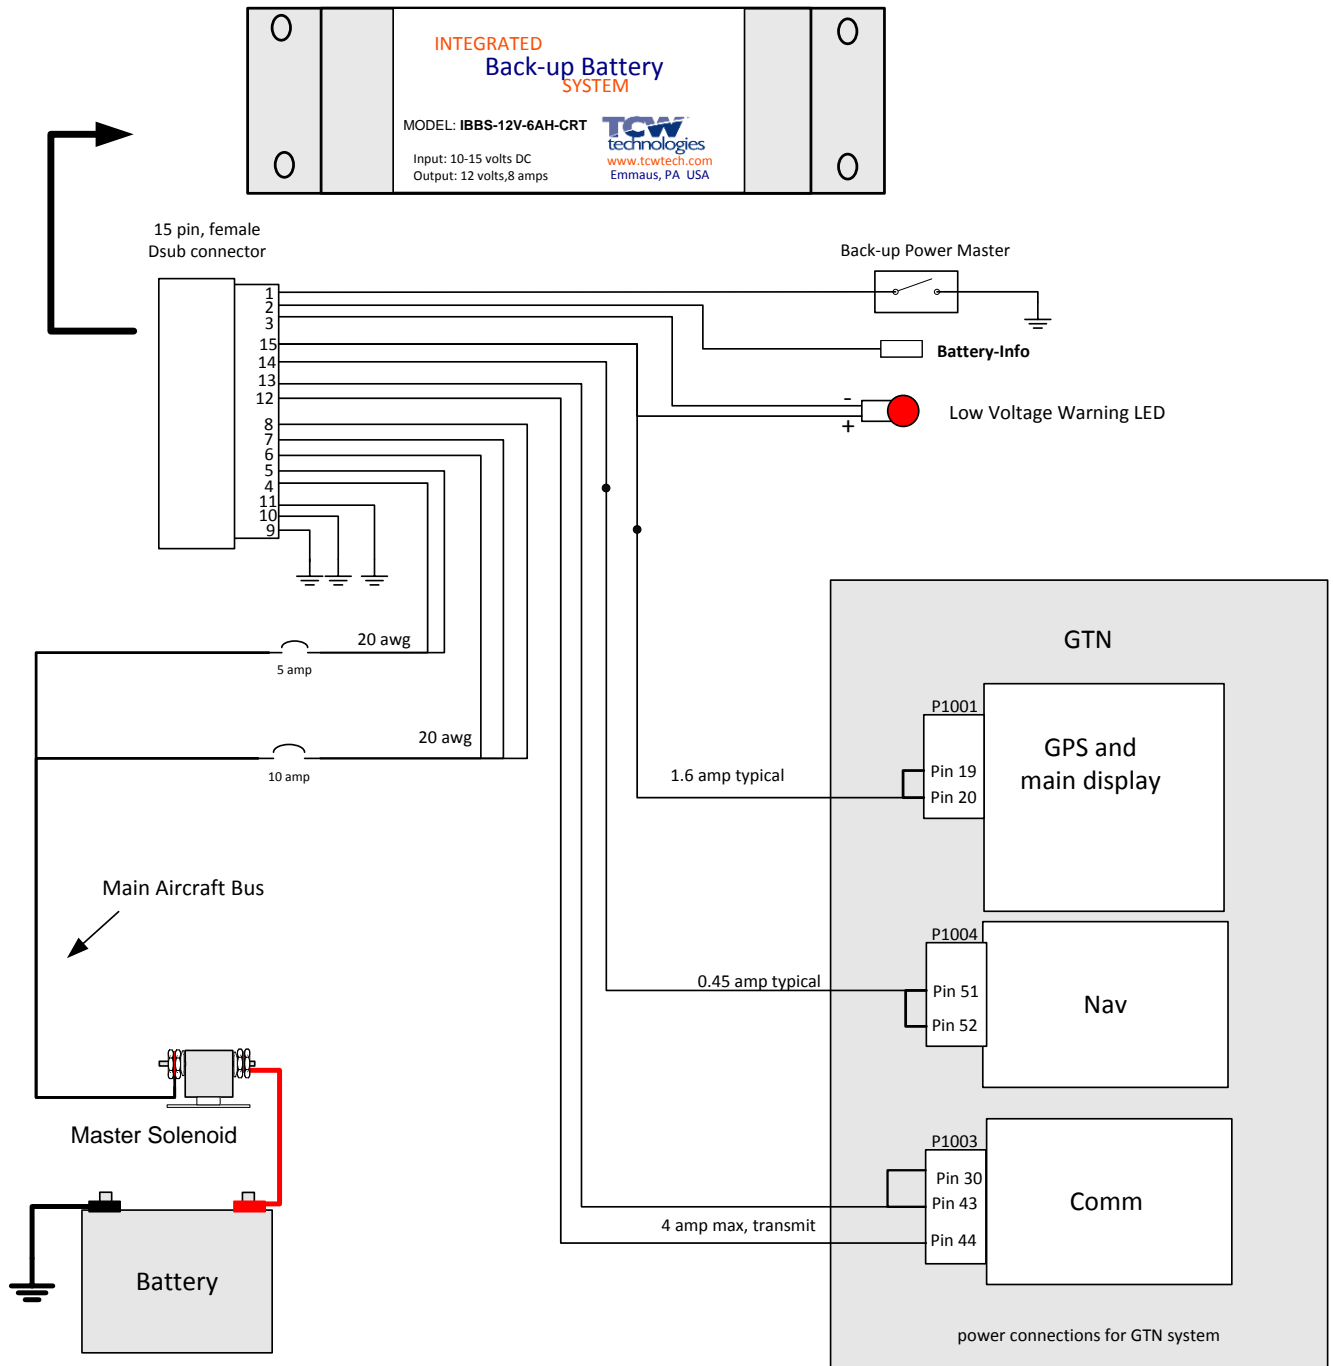 INTEGRATED
Back-up Battery
SYSTEM
MODEL: IBBS-12V-6AH-CRT
TCW
technologies
www.tcwtech.com
Emmaus, PA  USA
Input: 10-15 volts DC
Output: 12 volts,8 amps
15 pin, female
Dsub connector
Back-up Power Master
1
2
3
15
14
13
12
8
7
6
5
4
11
10
9
Battery-Info
-
+
Low Voltage Warning LED
20 awg
5 amp
20 awg
10 amp
Main Aircraft Bus
Master Solenoid
Battery
GTN
P1001
Pin 19
Pin 20
GPS and
main display
1.6 amp typical
P1004
Pin 51
Pin 52
Nav
0.45 amp typical
P1003
Pin 30
Pin 43
Pin 44
Comm
4 amp max, transmit
power connections for GTN system